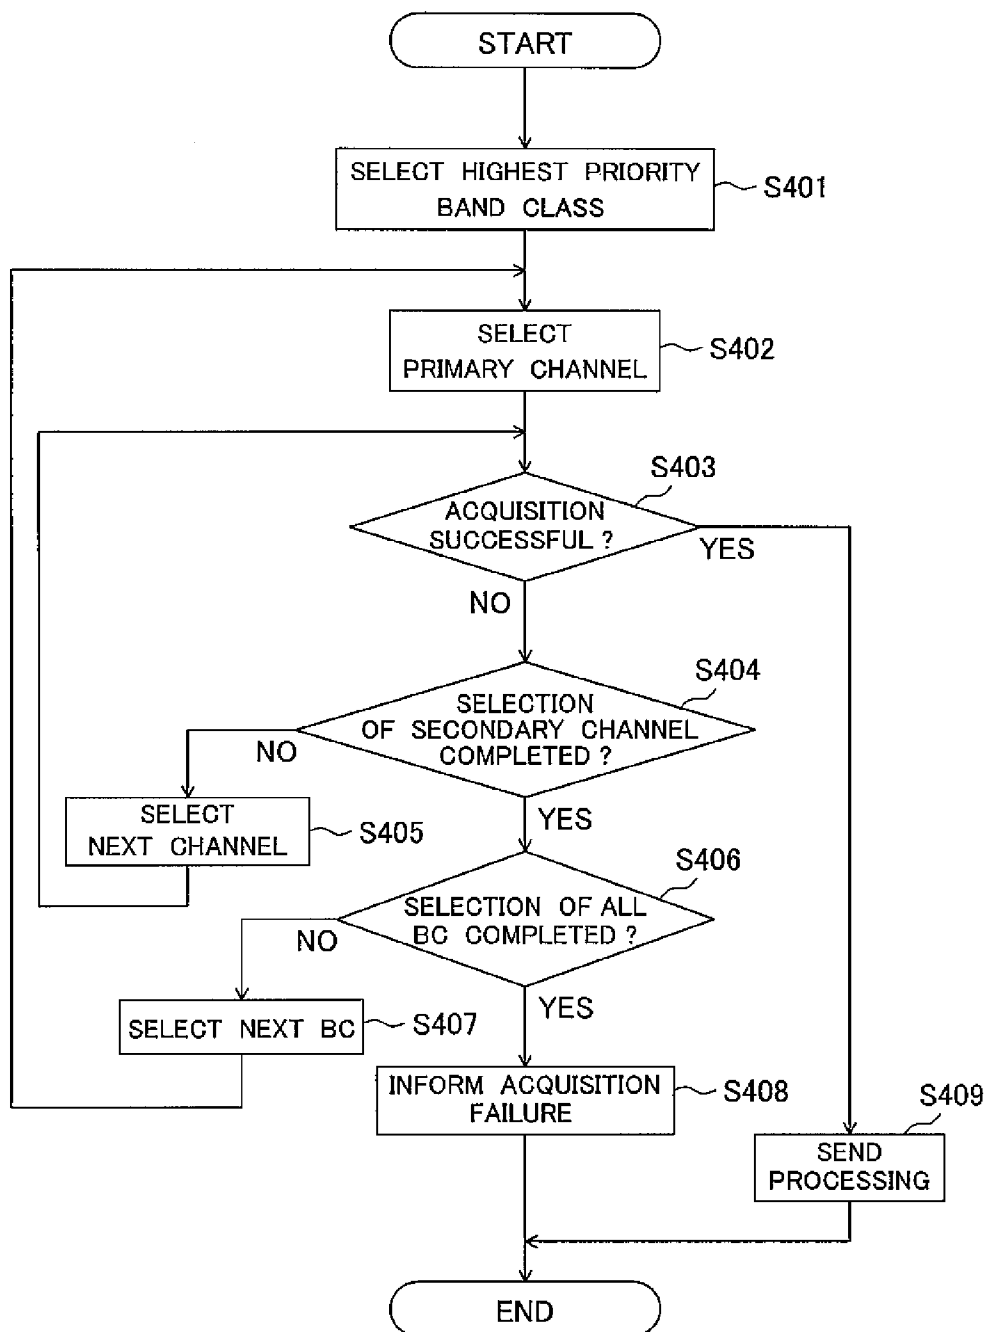 START
SELECT HIGHEST PRIORITY
BAND CLASS
S401
SELECT
PRIMARY CHANNEL
S402
S403
ACQUISITION
SUCCESSFUL ?
YES
NO
S404
SELECTION
OF SECONDARY CHANNEL
COMPLETED ?
NO
YES
SELECT
NEXT CHANNEL
S405
S406
SELECTION OF ALL
BC COMPLETED ?
NO
YES
SELECT NEXT BC
S407
INFORM ACQUISITION
FAILURE
S408
S409
SEND
PROCESSING
END